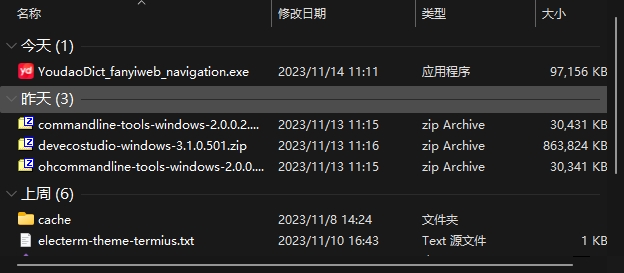 名称 修改日期 类型 大小
今天 (1)
YoudaoDict_fanyiweb_navigation.exe 2023/11/14 11:11 应用程序 97,156 KB
昨天 (3)
commandline-tools-windows-2.0.0.2.... 2023/11/13 11:15 zip Archive 30,431 KB
devecostudio-windows-3.1.0.501.zip 2023/11/13 11:16 zip Archive 863,824 KB
ohcommandline-tools-windows-2.0.0.... 2023/11/13 11:15 zip Archive 30,341 KB
上周 (6)
cache 2023/11/8 14:24 文件夹
electerm-theme-termius.txt 2023/11/10 16:43 Text 源文件 1 KB